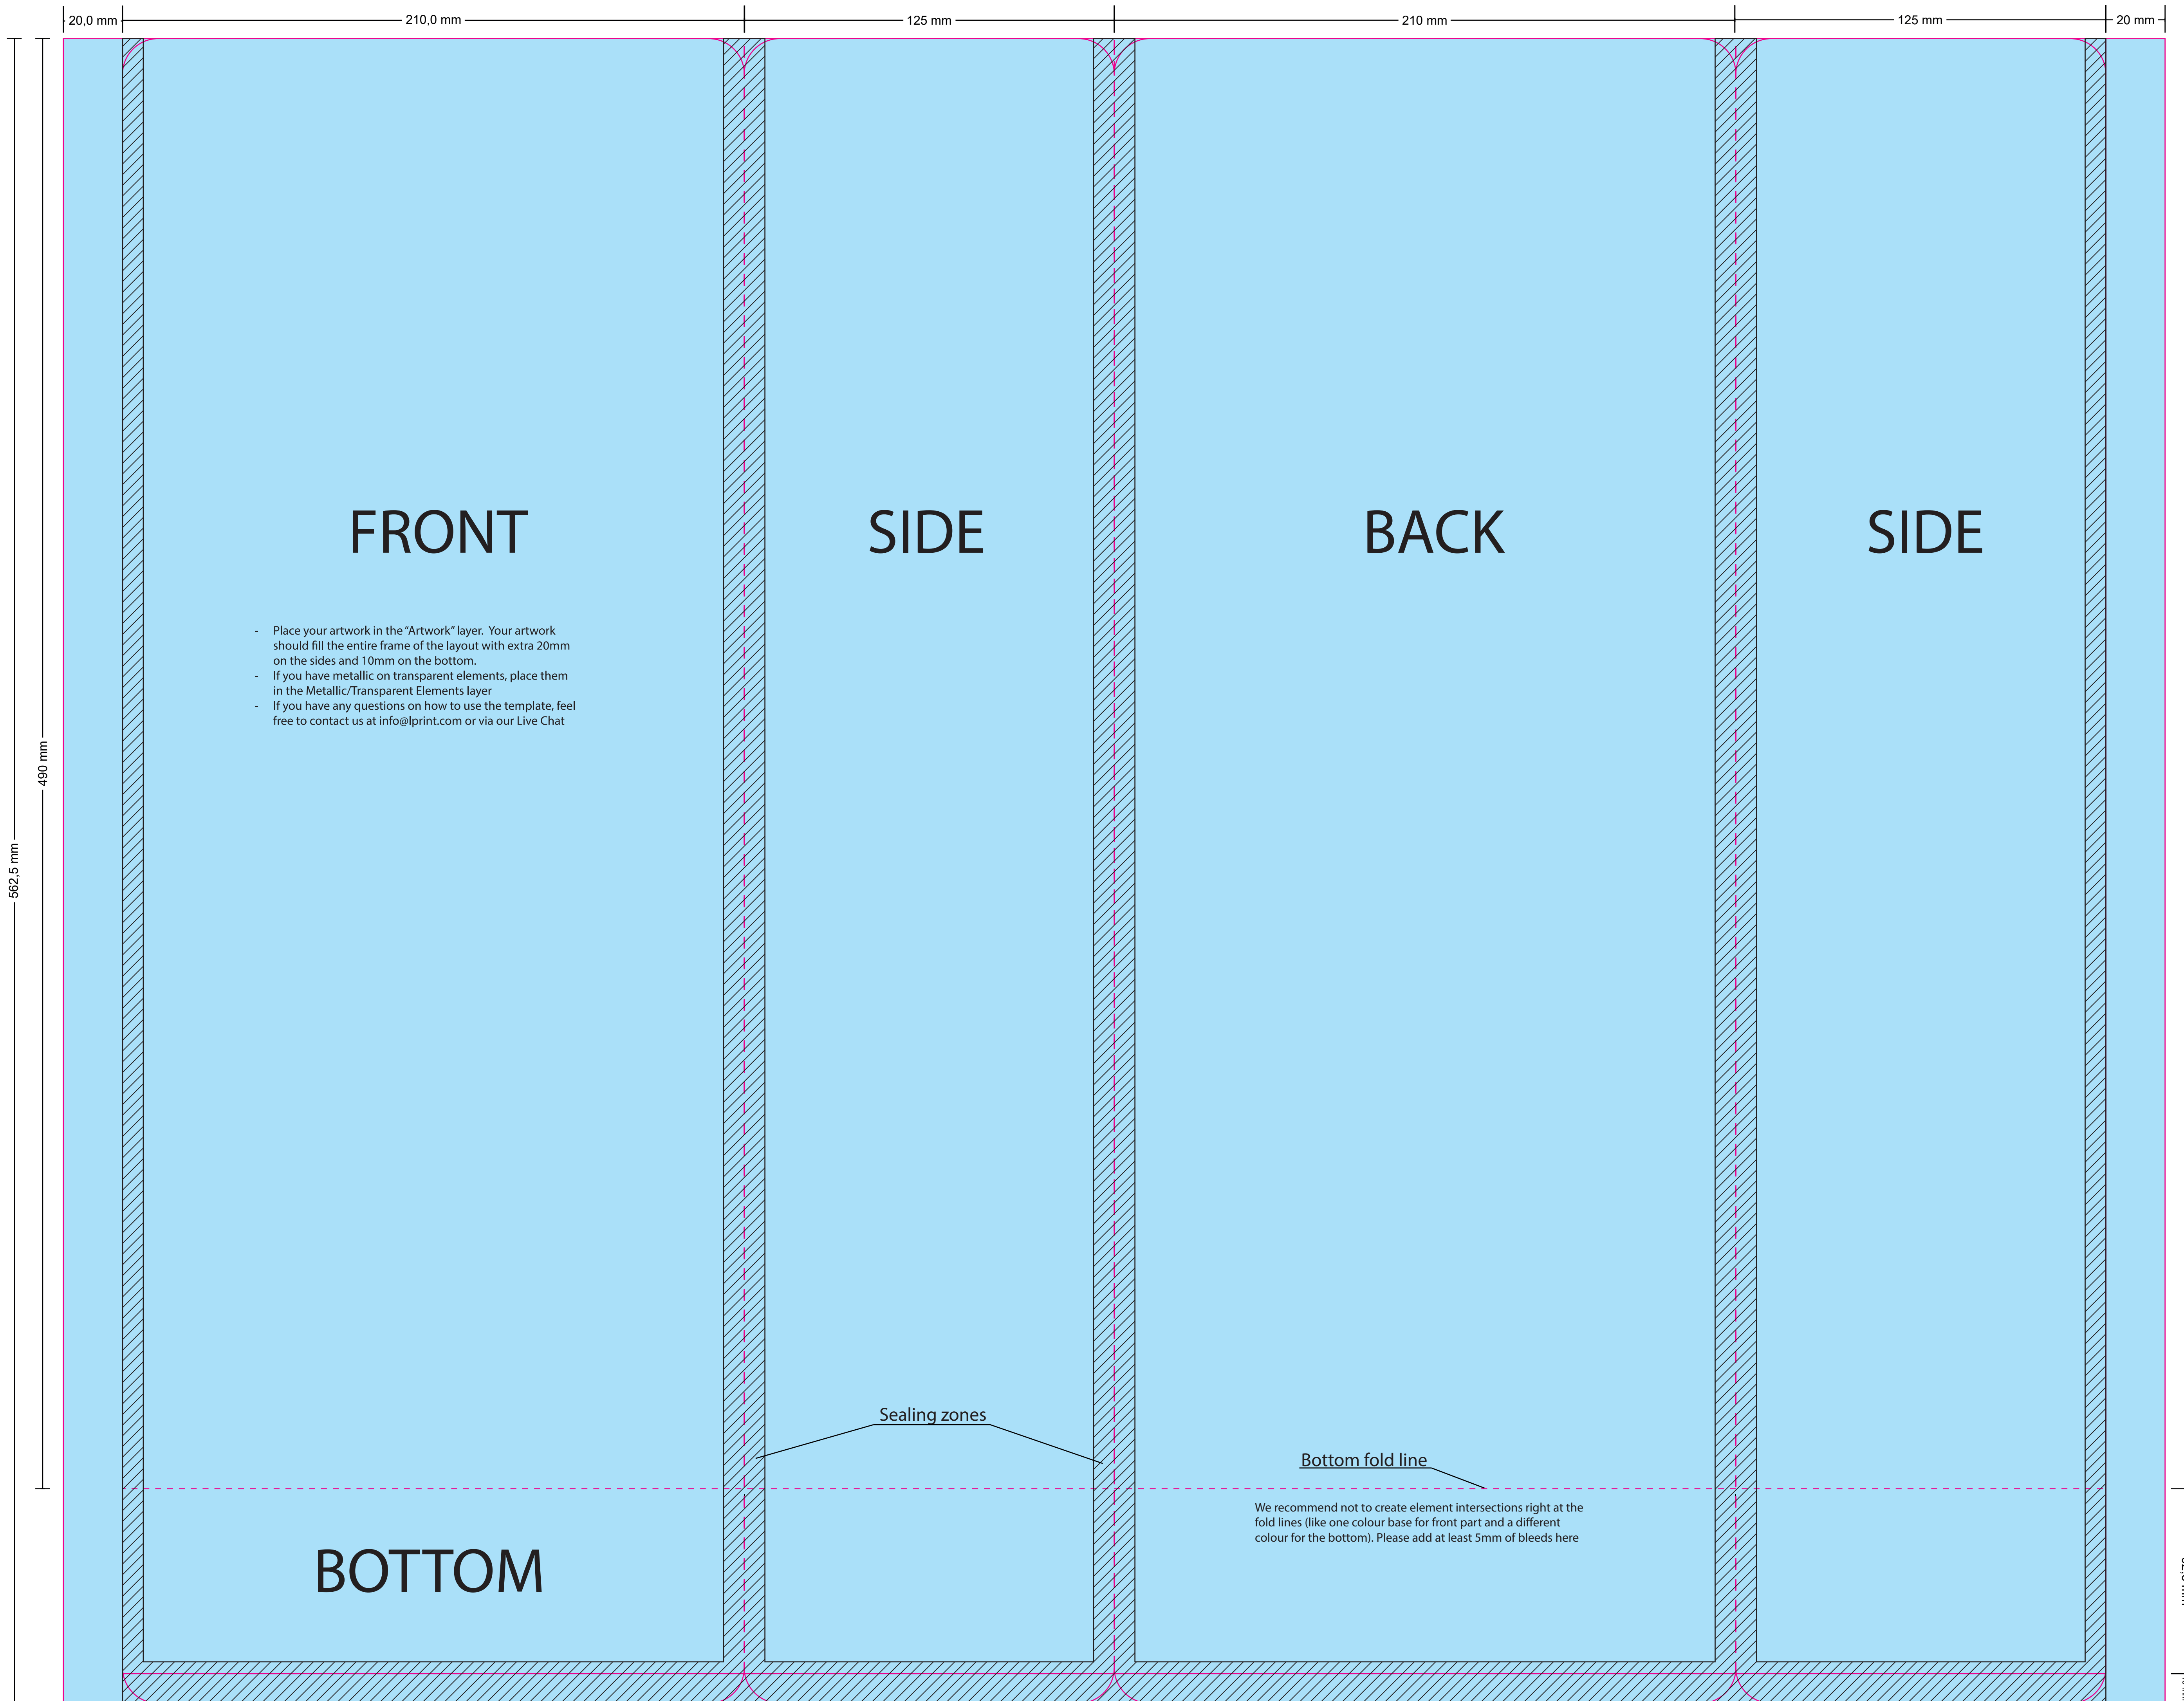 20,0 mm
210,0 mm
125 mm
210 mm
125 mm
20 mm
562,5 mm
490 mm
FRONT
SIDE
BACK
SIDE
- Place your artwork in the “Artwork” layer. Your artwork
should fill the entire frame of the layout with extra 20mm
on the sides and 10mm on the bottom.
- If you have metallic on transparent elements, place them
in the Metallic/Transparent Elements layer
- If you have any questions on how to use the template, feel
free to contact us at info@lprint.com or via our Live Chat
Sealing zones
Bottom fold line
We recommend not to create element intersections right at the
fold lines (like one colour base for front part and a different
colour for the bottom). Please add at least 5mm of bleeds here
BOTTOM